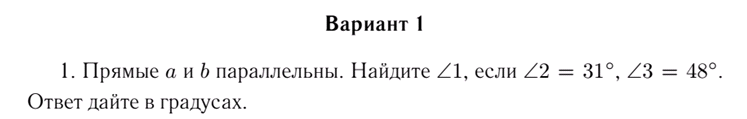 Вариант 1
1. Прямые a и b параллельны. Найдите ∠1, если ∠2 = 31°, ∠3 = 48°.
Ответ дайте в градусах.